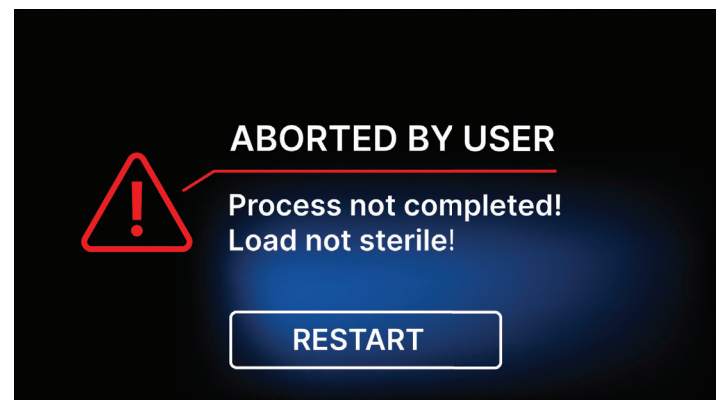 ABORTED BY USER
Process not completed!
Load not sterile!
RESTART